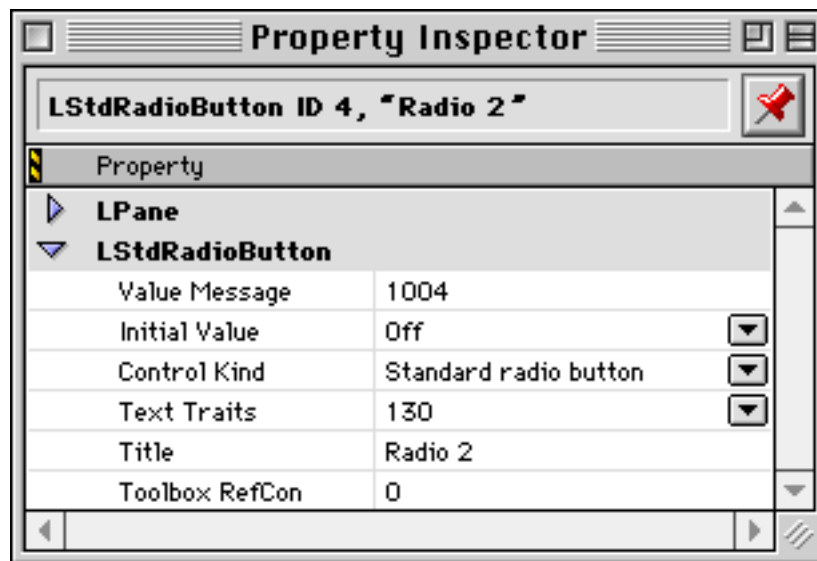 Property Inspector
LStdRadioButton ID 4, "Radio 2"
Property
LPane
LStdRadioButton
Value Message 1004
Initial Value Off
Control Kind Standard radio button
Text Traits 130
Title Radio 2
Toolbox RefCon 0